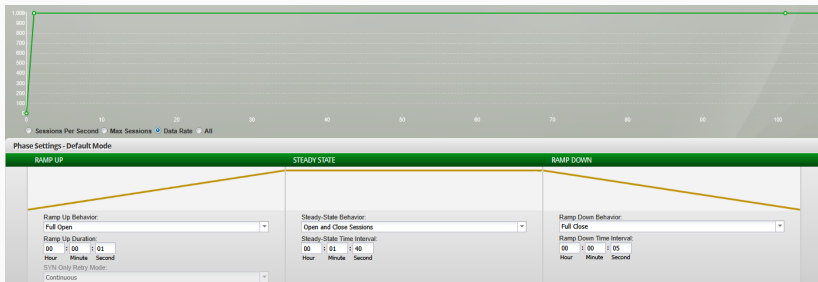 1,000
900
800
700
600
500
400
300
200
100
0
0 10 20 30 40 50 60 70 80 90 100
Sessions Per Second Max Sessions Data Rate All
Phase Settings - Default Mode
RAMP UP STEADY STATE RAMP DOWN
Ramp Up Behavior: Steady-State Behavior: Ramp Down Behavior:
Full Open Open and Close Sessions Full Close
Ramp Up Duration: Steady-State Time Interval: Ramp Down Time Interval:
00 : 00 : 01 00 : 01 : 40 00 : 00 : 05
Hour Minute Second Hour Minute Second Hour Minute Second
SYN Only Retry Mode:
Continuous